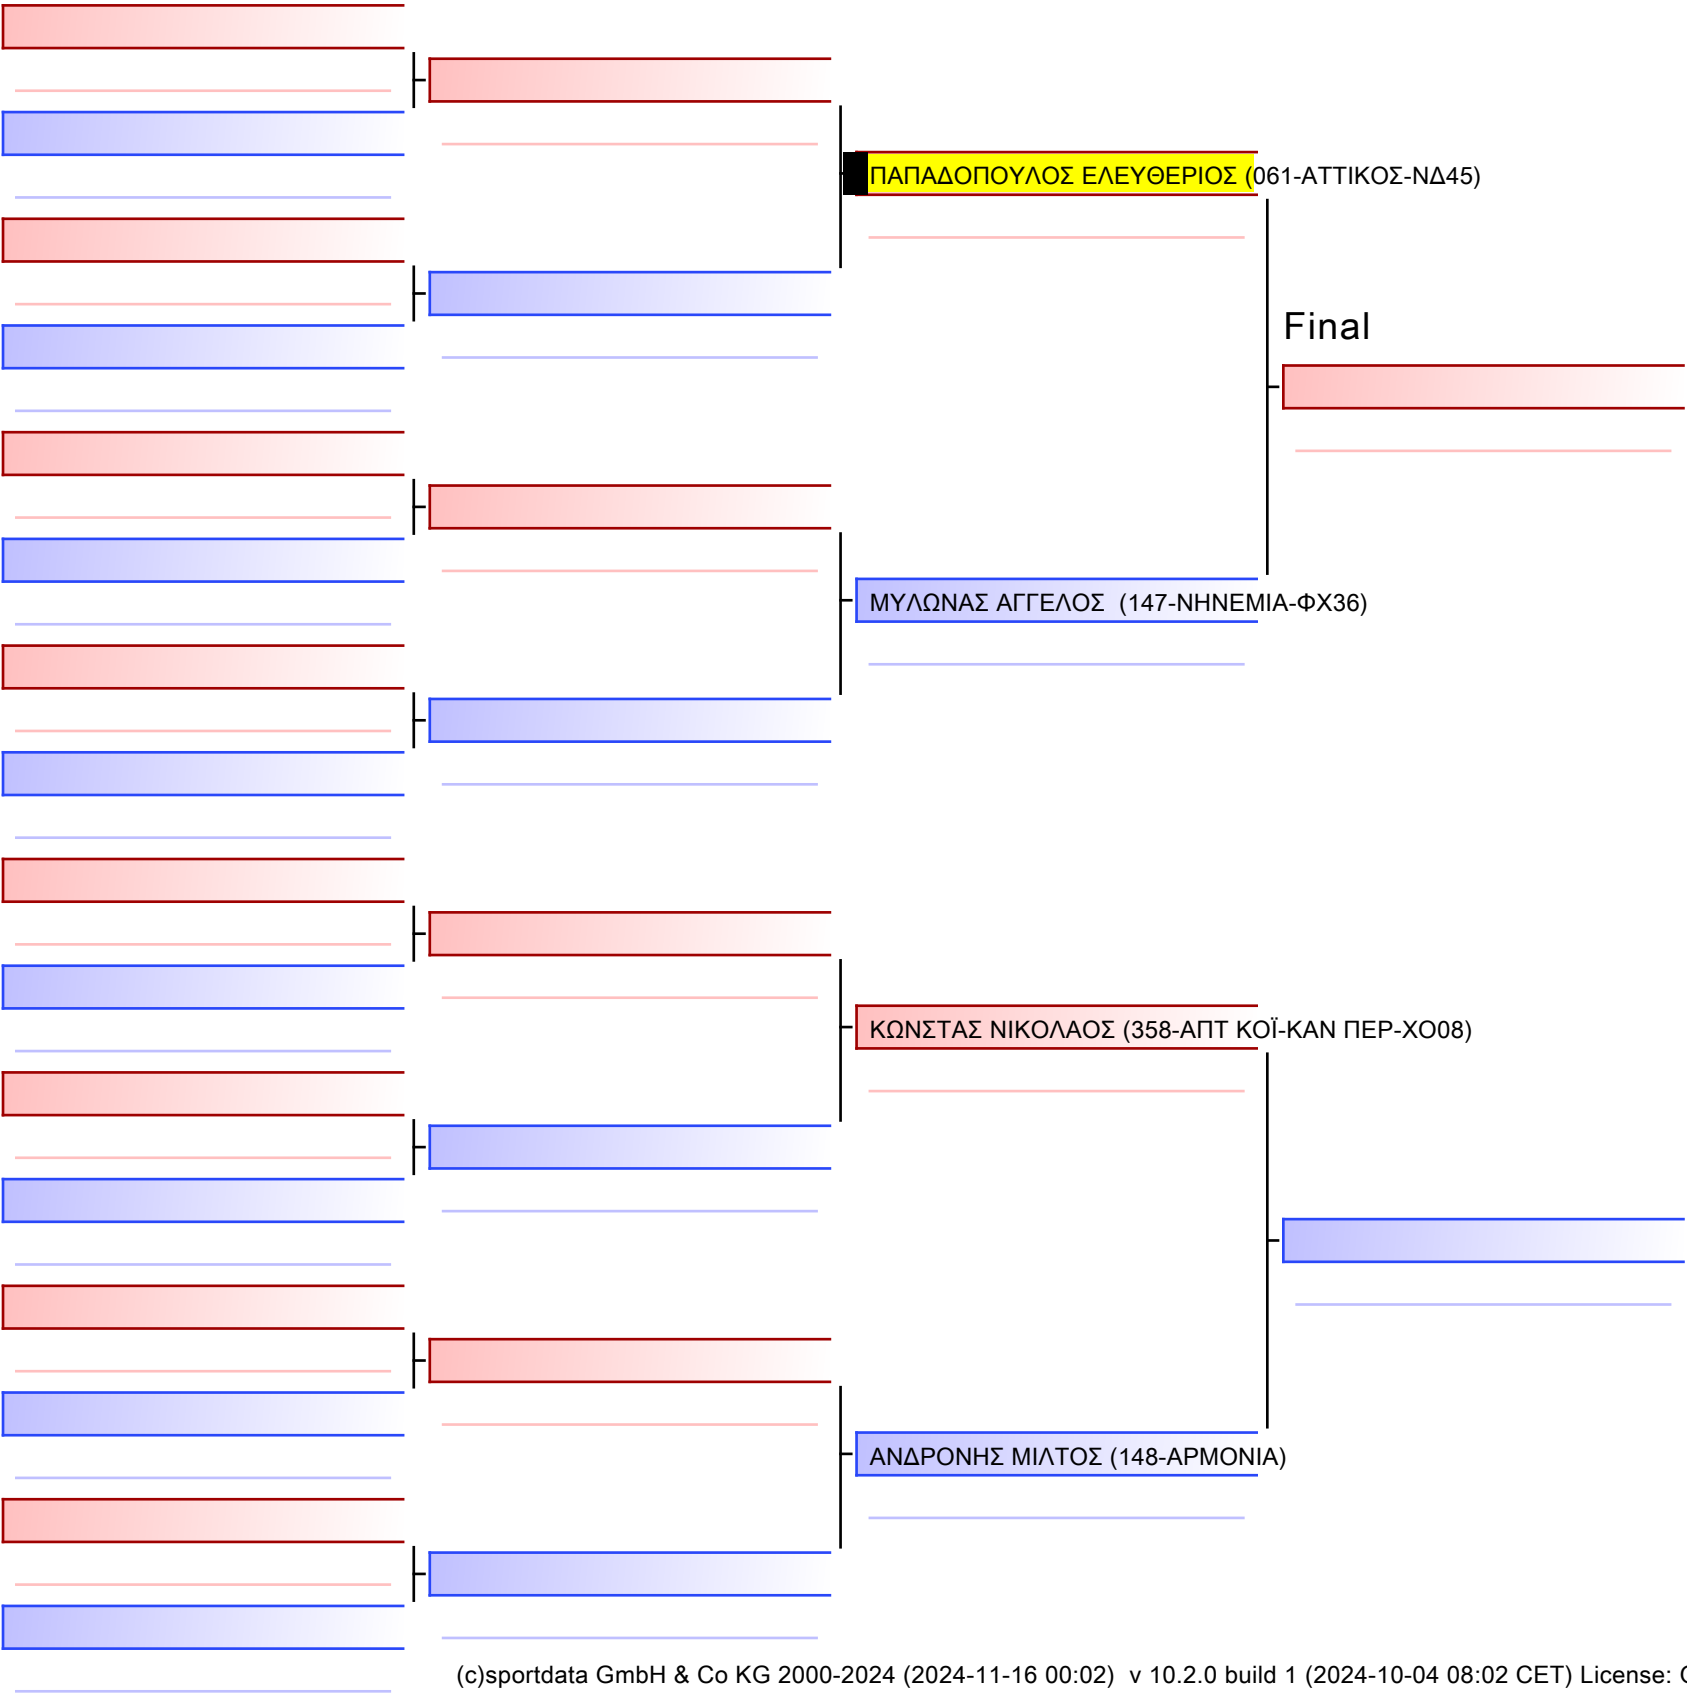 ΠΑΠΑΔΟΠΟΥΛΟΣ ΕΛΕΥΘΕΡΙΟΣ (061-ΑΤΤΙΚΟΣ-ΝΔ45)
Final
ΜΥΛΩΝΑΣ ΑΓΓΕΛΟΣ (147-ΝΗΝΕΜΙΑ-ΦΧ36)
ΚΩΝΣΤΑΣ ΝΙΚΟΛΑΟΣ (358-ΑΠΤ ΚΟΪ-ΚΑΝ ΠΕΡ-ΧΟ08)
ΑΝΔΡΟΝΗΣ ΜΙΛΤΟΣ (148-ΑΡΜΟΝΙΑ)
(c)sportdata GmbH & Co KG 2000-2024 (2024-11-16 00:02) v 10.2.0 build 1 (2024-10-04 08:02 CET) License: